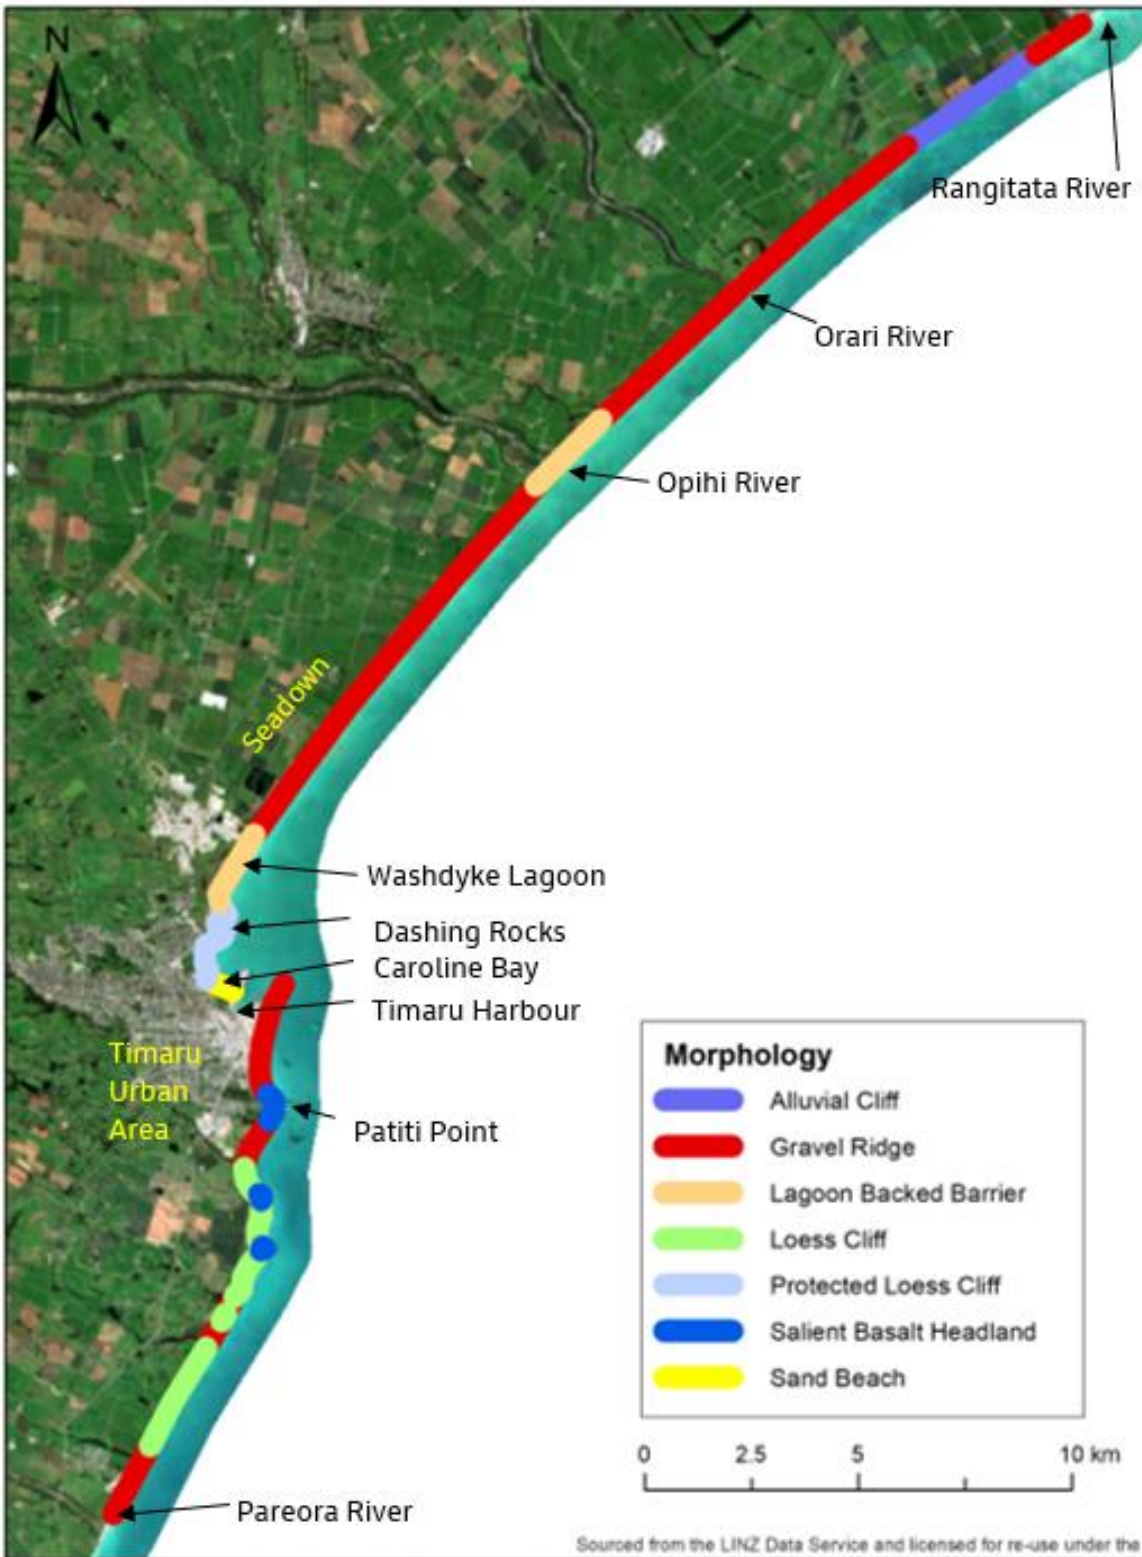 N
Rangitata River
Orari River
Opihi River
Seadown
Washdyke Lagoon
Dashing Rocks
Caroline Bay
Timaru Harbour
Timaru
Urban
Area
Patiti Point
Morphology
Alluvial Cliff
Gravel Ridge
Lagoon Backed Barrier
Loess Cliff
Protected Loess Cliff
Salient Basalt Headland
Sand Beach
0 2.5 5 10 km
Pareora River
Sourced from the LINZ Data Service and licensed for re-use under the